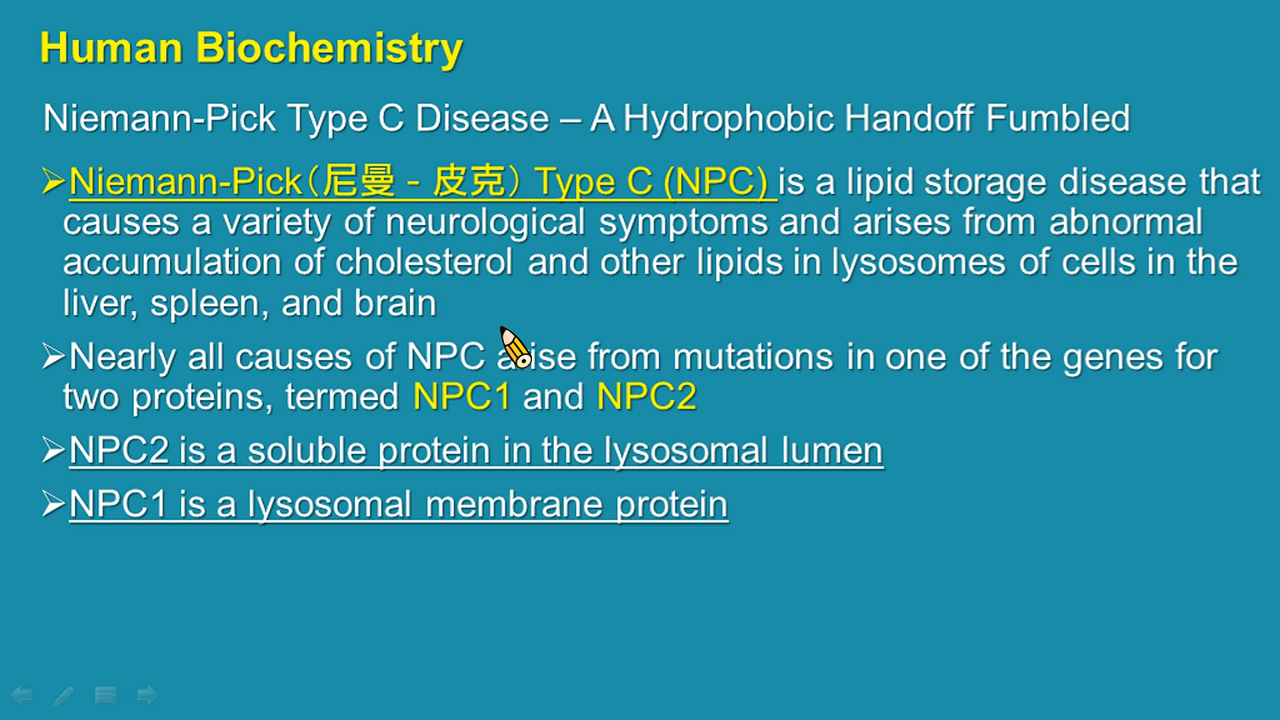 Human Biochemistry
Niemann-Pick Type C Disease – A Hydrophobic Handoff Fumbled
➢Niemann-Pick（尼曼 - 皮克） Type C (NPC) is a lipid storage disease that
causes a variety of neurological symptoms and arises from abnormal
accumulation of cholesterol and other lipids in lysosomes of cells in the
liver, spleen, and brain
➢Nearly all causes of NPC arise from mutations in one of the genes for
two proteins, termed NPC1 and NPC2
➢NPC2 is a soluble protein in the lysosomal lumen
➢NPC1 is a lysosomal membrane protein